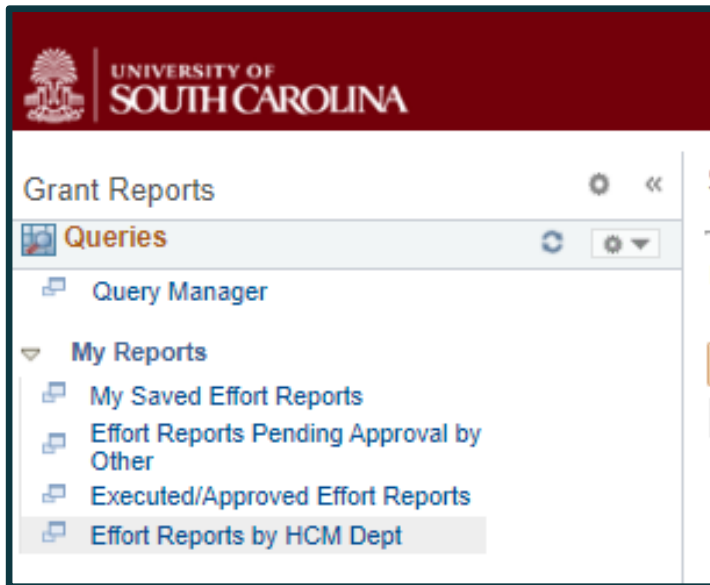 UNIVERSITY OF
SOUTH CAROLINA
Grant Reports
Queries
Query Manager
My Reports
My Saved Effort Reports
Effort Reports Pending Approval by
Other
Executed/Approved Effort Reports
Effort Reports by HCM Dept